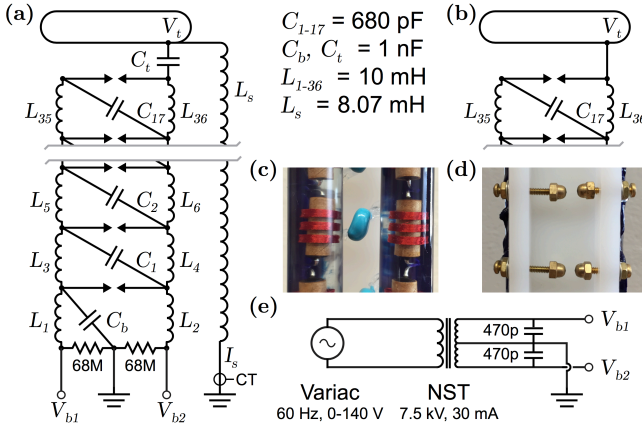 (a)
V_t
C_t
L_35
C_17
L_36
L_s
L_5
C_2
L_6
L_3
C_1
L_4
L_1
C_b
L_2
68M
68M
I_s
CT
V_b1
V_b2
C_1-17 = 680 pF
C_b, C_t = 1 nF
L_1-36 = 10 mH
L_s = 8.07 mH
(b)
V_t
L_35
C_17
L_36
(c)
(d)
(e)
470p
470p
V_b1
V_b2
Variac
60 Hz, 0-140 V
NST
7.5 kV, 30 mA